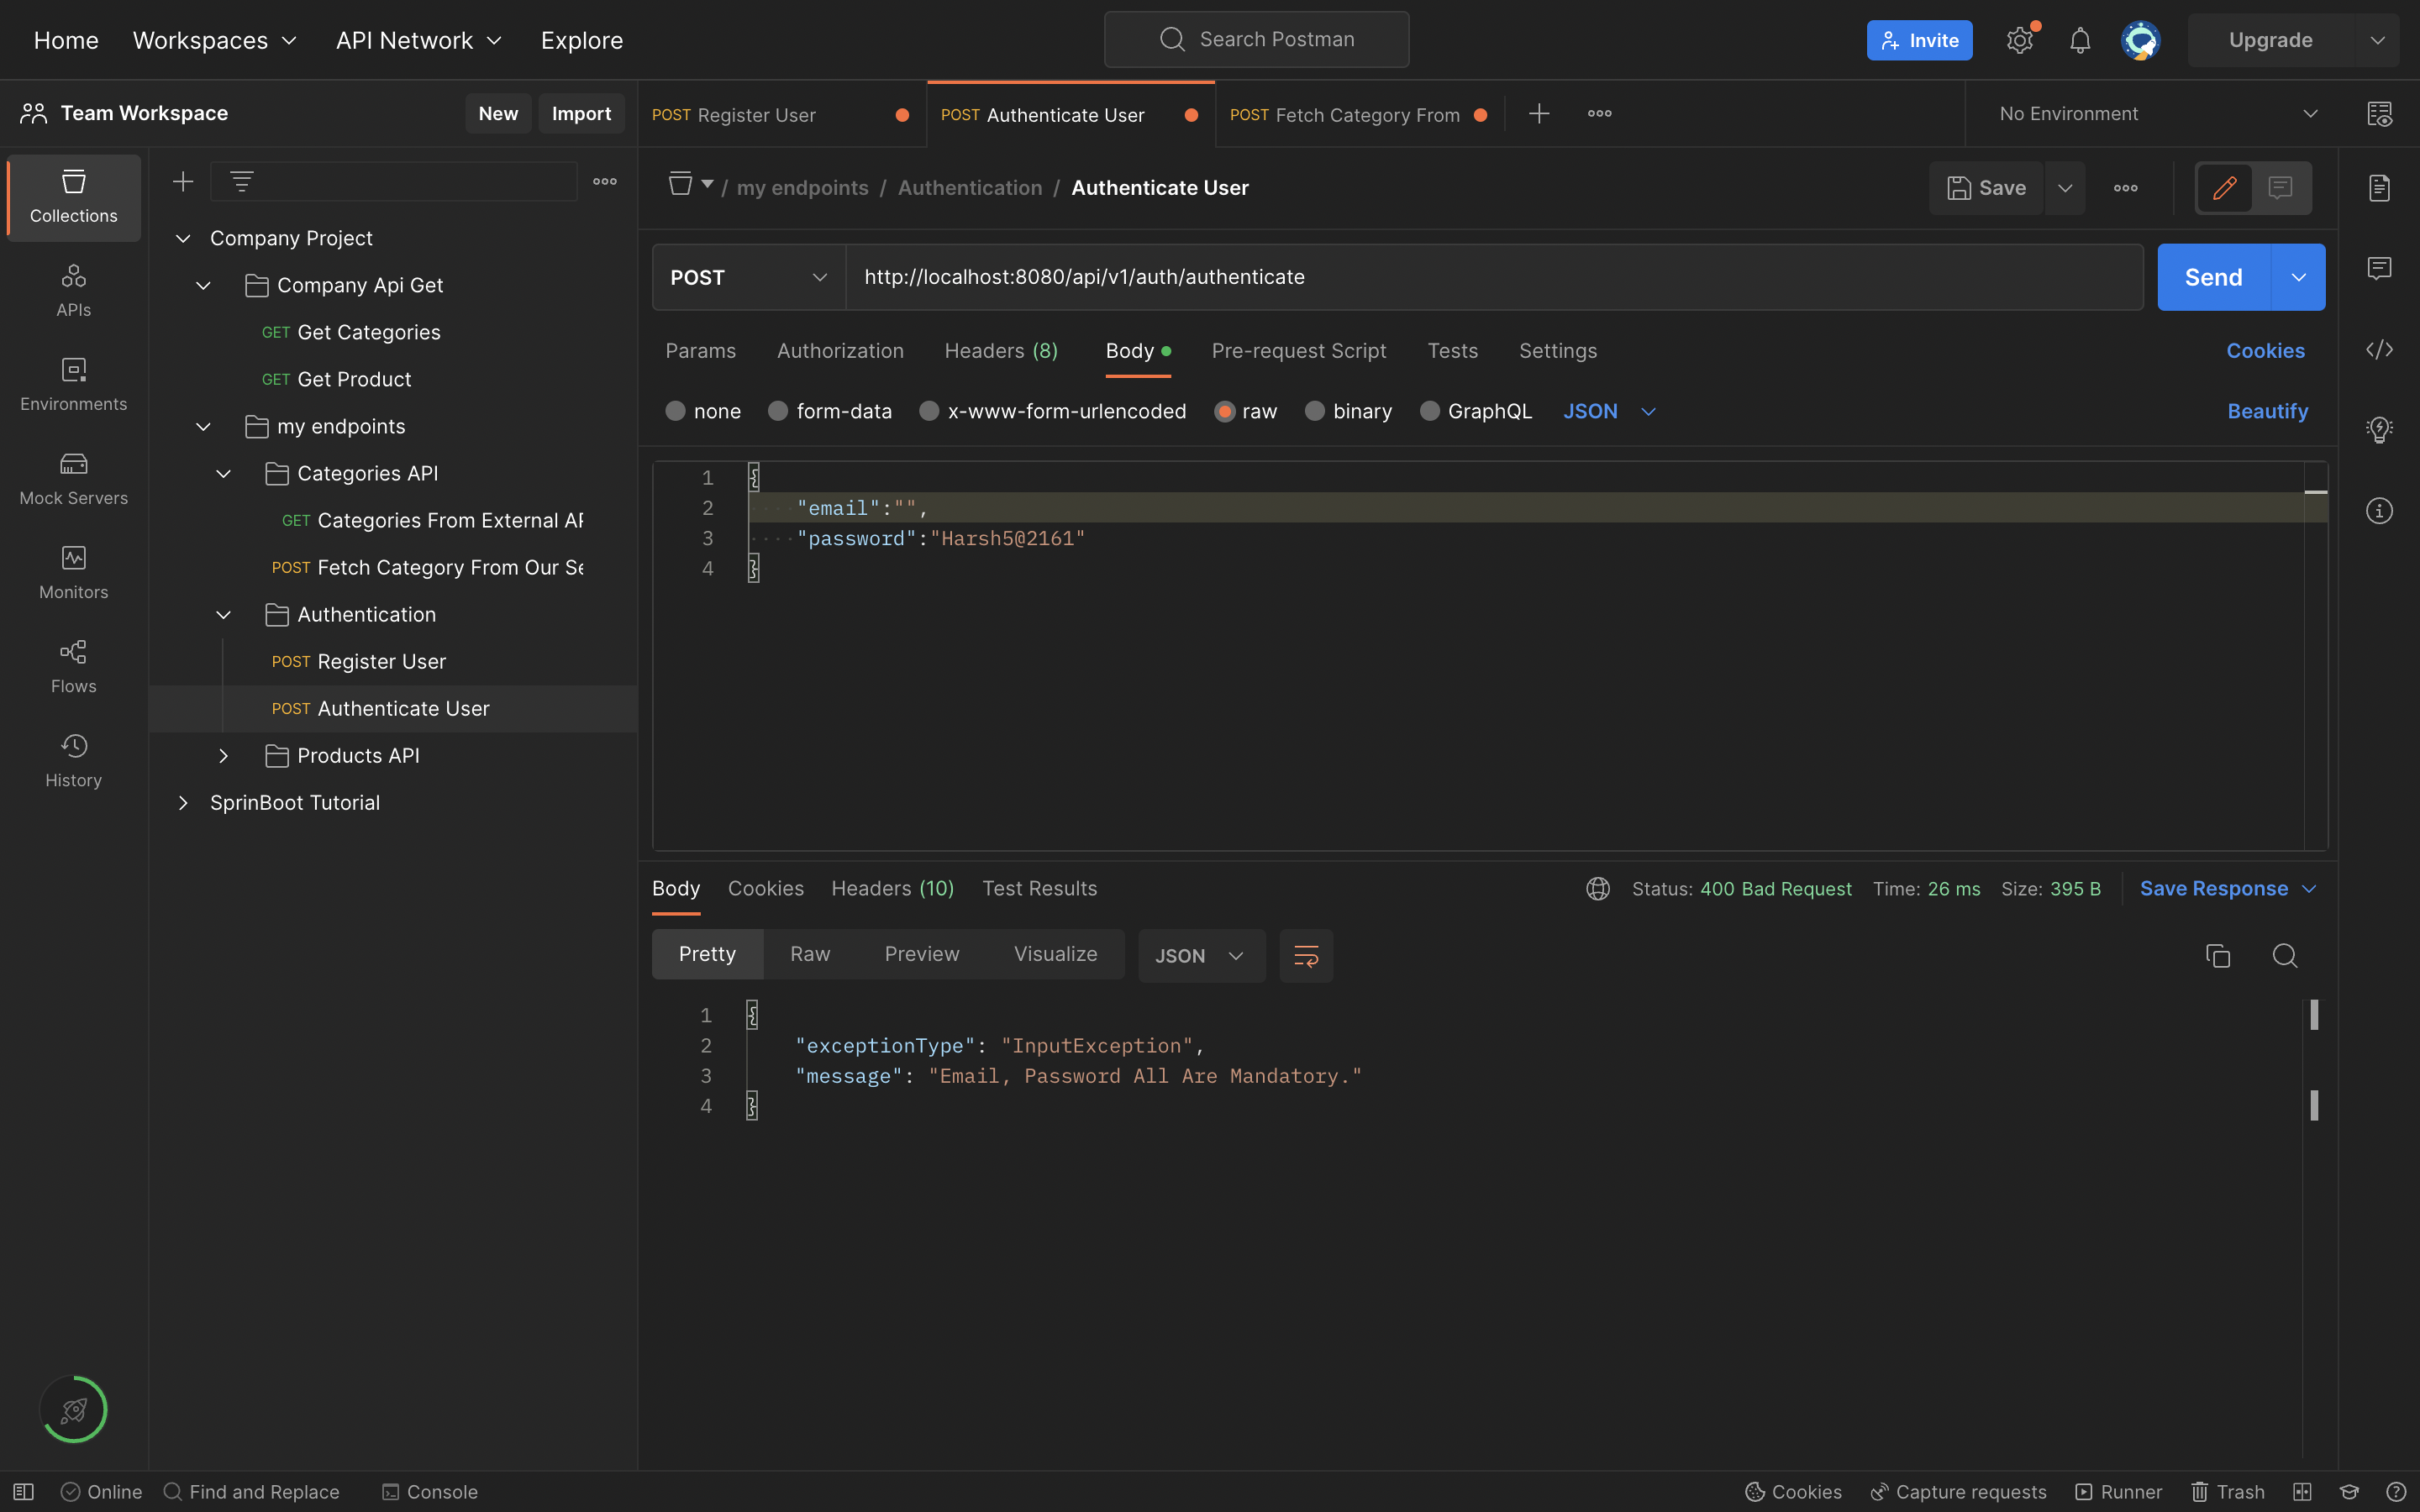 Home Workspaces API Network Explore Search Postman Invite Upgrade
Team Workspace New Import
POST Register User POST Authenticate User POST Fetch Category From No Environment
Collections
APIs
Environments
Mock Servers
Monitors
Flows
History
Company Project
Company Api Get
GET Get Categories
GET Get Product
my endpoints
Categories API
GET Categories From External AP
POST Fetch Category From Our Se
Authentication
POST Register User
POST Authenticate User
Products API
SprinBoot Tutorial
/ my endpoints / Authentication / Authenticate User Save
POST http://localhost:8080/api/v1/auth/authenticate Send
Params Authorization Headers (8) Body Pre-request Script Tests Settings Cookies
none form-data x-www-form-urlencoded raw binary GraphQL JSON Beautify
1 {
2 "email":"",
3 "password":"Harsh5@2161"
4 }
Body Cookies Headers (10) Test Results Status: 400 Bad Request Time: 26 ms Size: 395 B Save Response
Pretty Raw Preview Visualize JSON
1 {
2 "exceptionType": "InputException",
3 "message": "Email, Password All Are Mandatory."
4 }
Online Find and Replace Console Cookies Capture requests Runner Trash